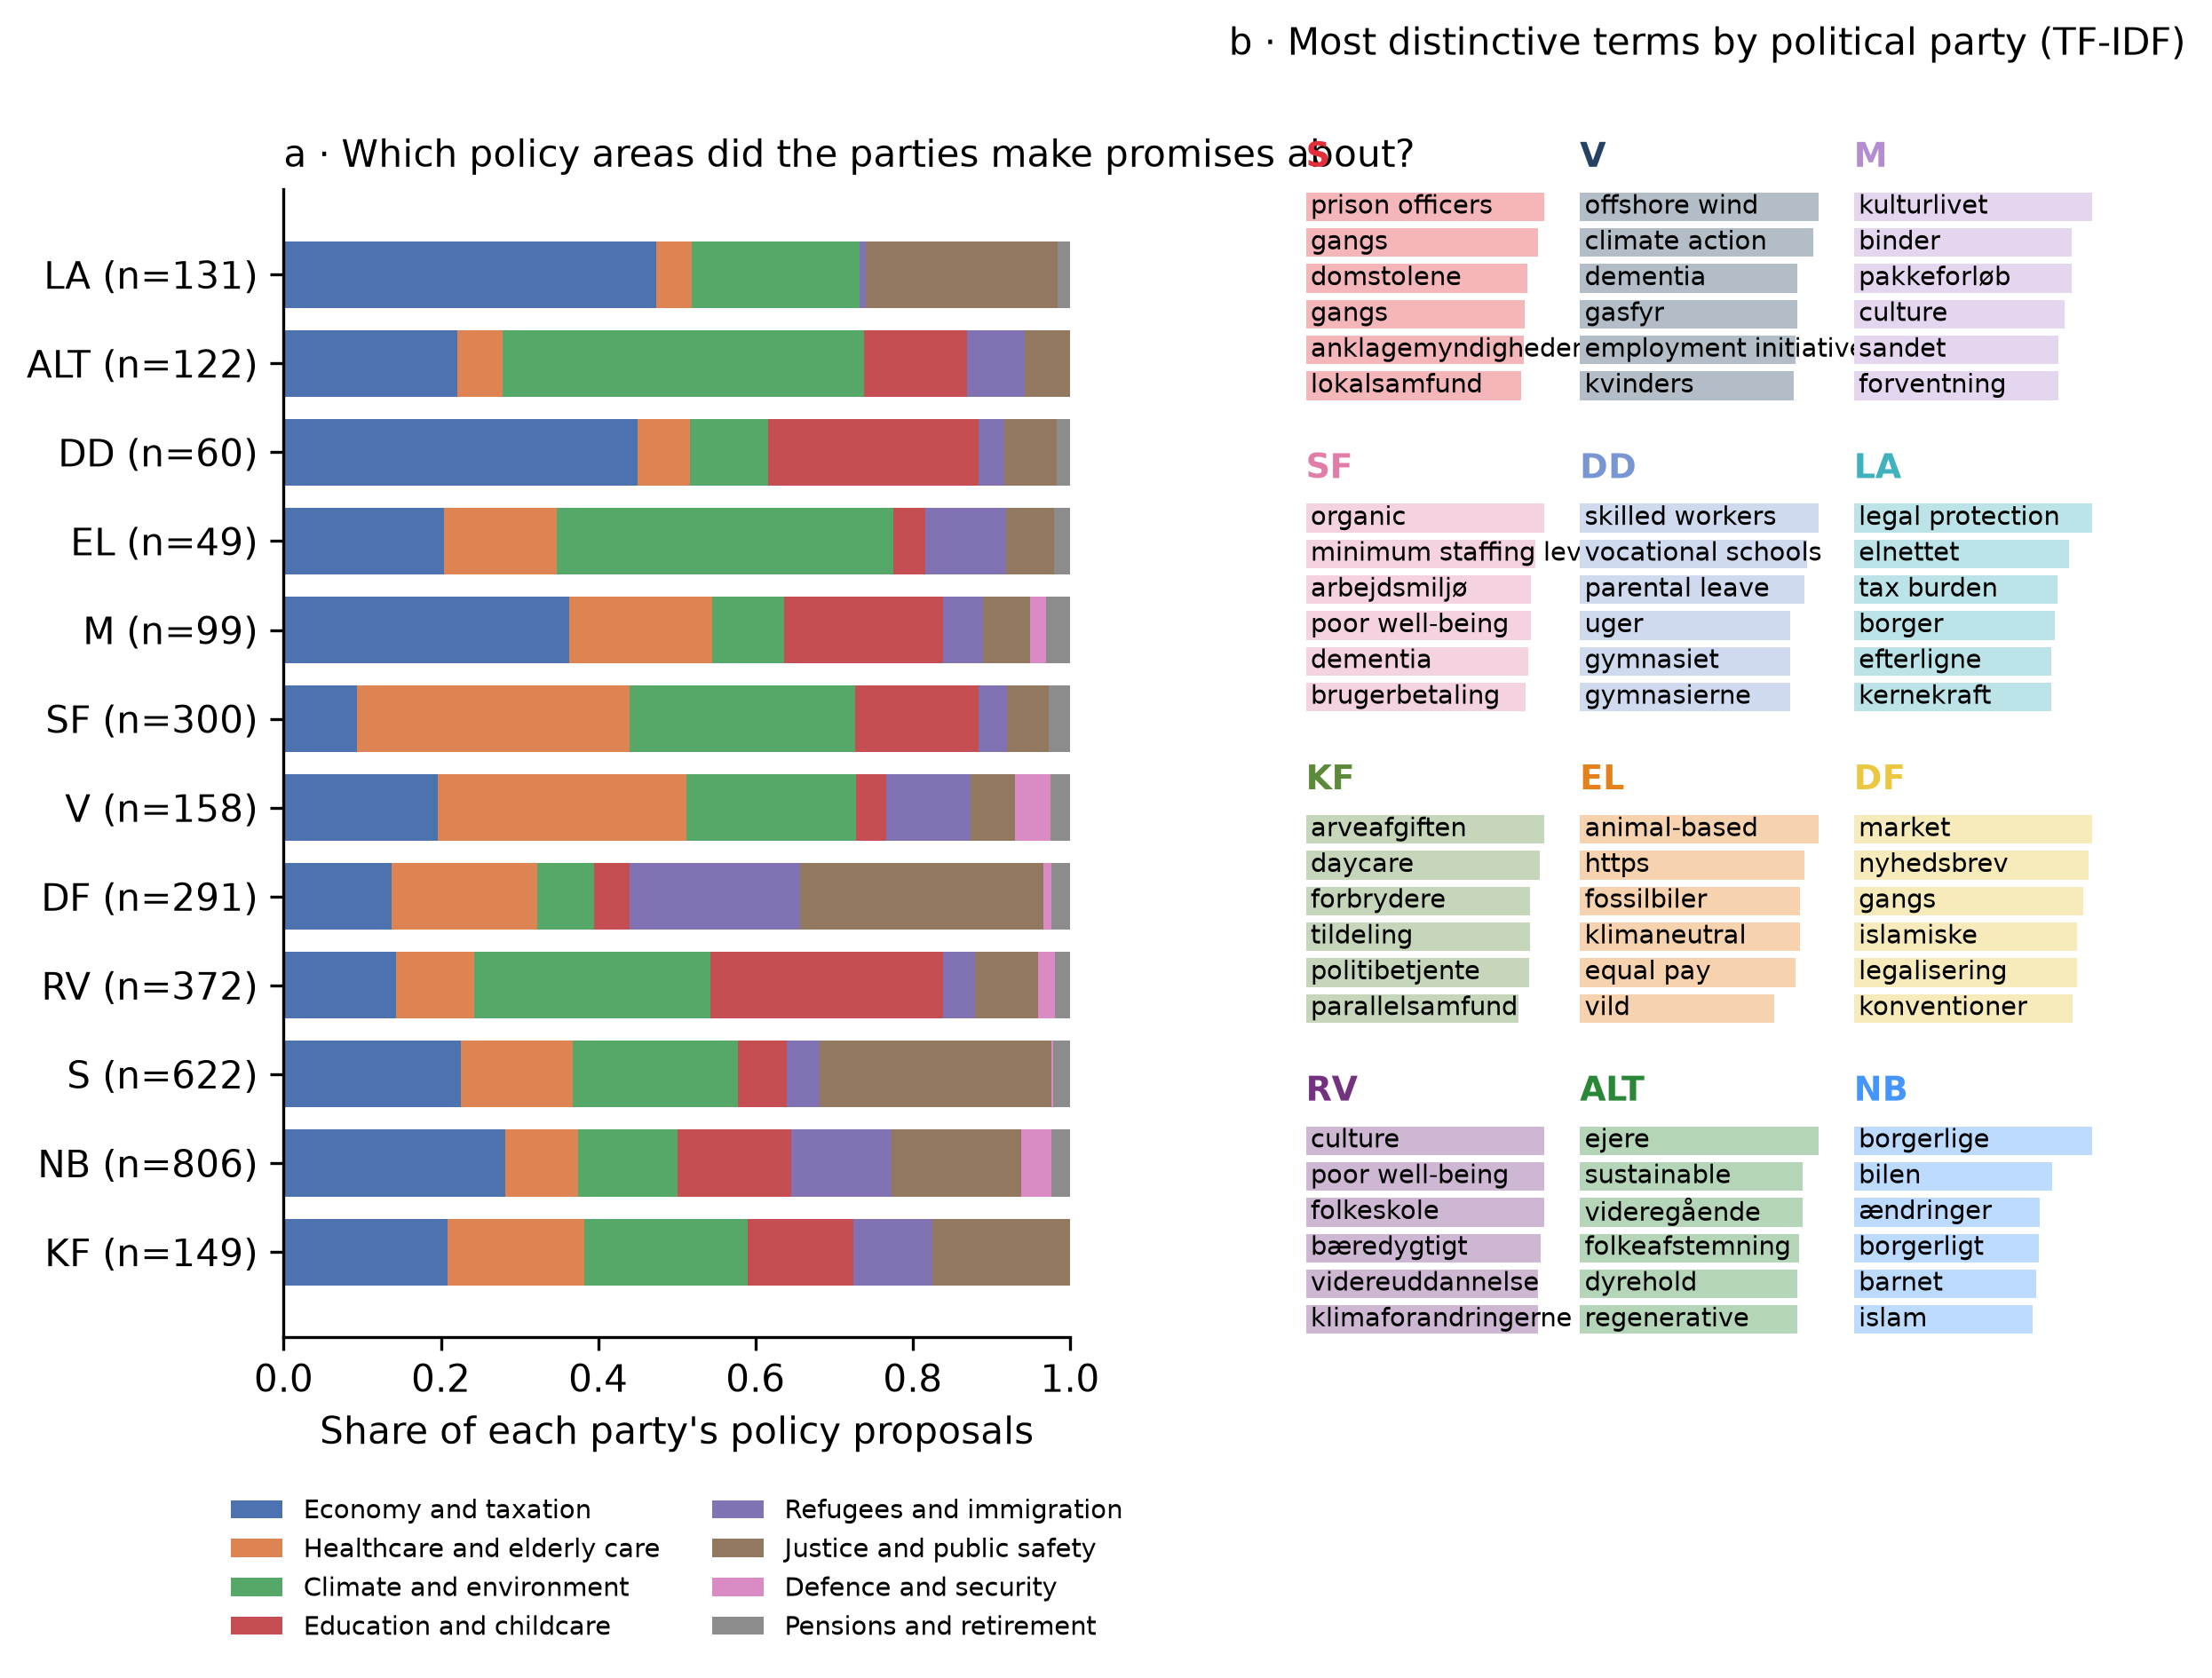 b · Most distinctive terms by political party (TF-IDF)
a · Which policy areas did the parties make promises about?
LA (n=131)
ALT (n=122)
DD (n=60)
EL (n=49)
M (n=99)
SF (n=300)
V (n=158)
DF (n=291)
RV (n=372)
S (n=622)
NB (n=806)
KF (n=149)
0.0 0.2 0.4 0.6 0.8 1.0
Share of each party's policy proposals
Economy and taxation
Healthcare and elderly care
Climate and environment
Education and childcare
Refugees and immigration
Justice and public safety
Defence and security
Pensions and retirement
S
prison officers
gangs
domstolene
gangs
anklagemyndigheden
lokalsamfund
V
offshore wind
climate action
dementia
gasfyr
employment initiative
kvinders
M
kulturlivet
binder
pakkeforløb
culture
sandet
forventning
SF
organic
minimum staffing lev
arbejdsmiljø
poor well-being
dementia
brugerbetaling
DD
skilled workers
vocational schools
parental leave
uger
gymnasiet
gymnasierne
LA
legal protection
elnettet
tax burden
borger
efterligne
kernekraft
KF
arveafgiften
daycare
forbrydere
tildeling
politibetjente
parallelsamfund
EL
animal-based
https
fossilbiler
klimaneutral
equal pay
vild
DF
market
nyhedsbrev
gangs
islamiske
legalisering
konventioner
RV
culture
poor well-being
folkeskole
bæredygtigt
videreuddannelse
klimaforandringerne
ALT
ejere
sustainable
videregående
folkeafstemning
dyrehold
regenerative
NB
borgerlige
bilen
ændringer
borgerligt
barnet
islam